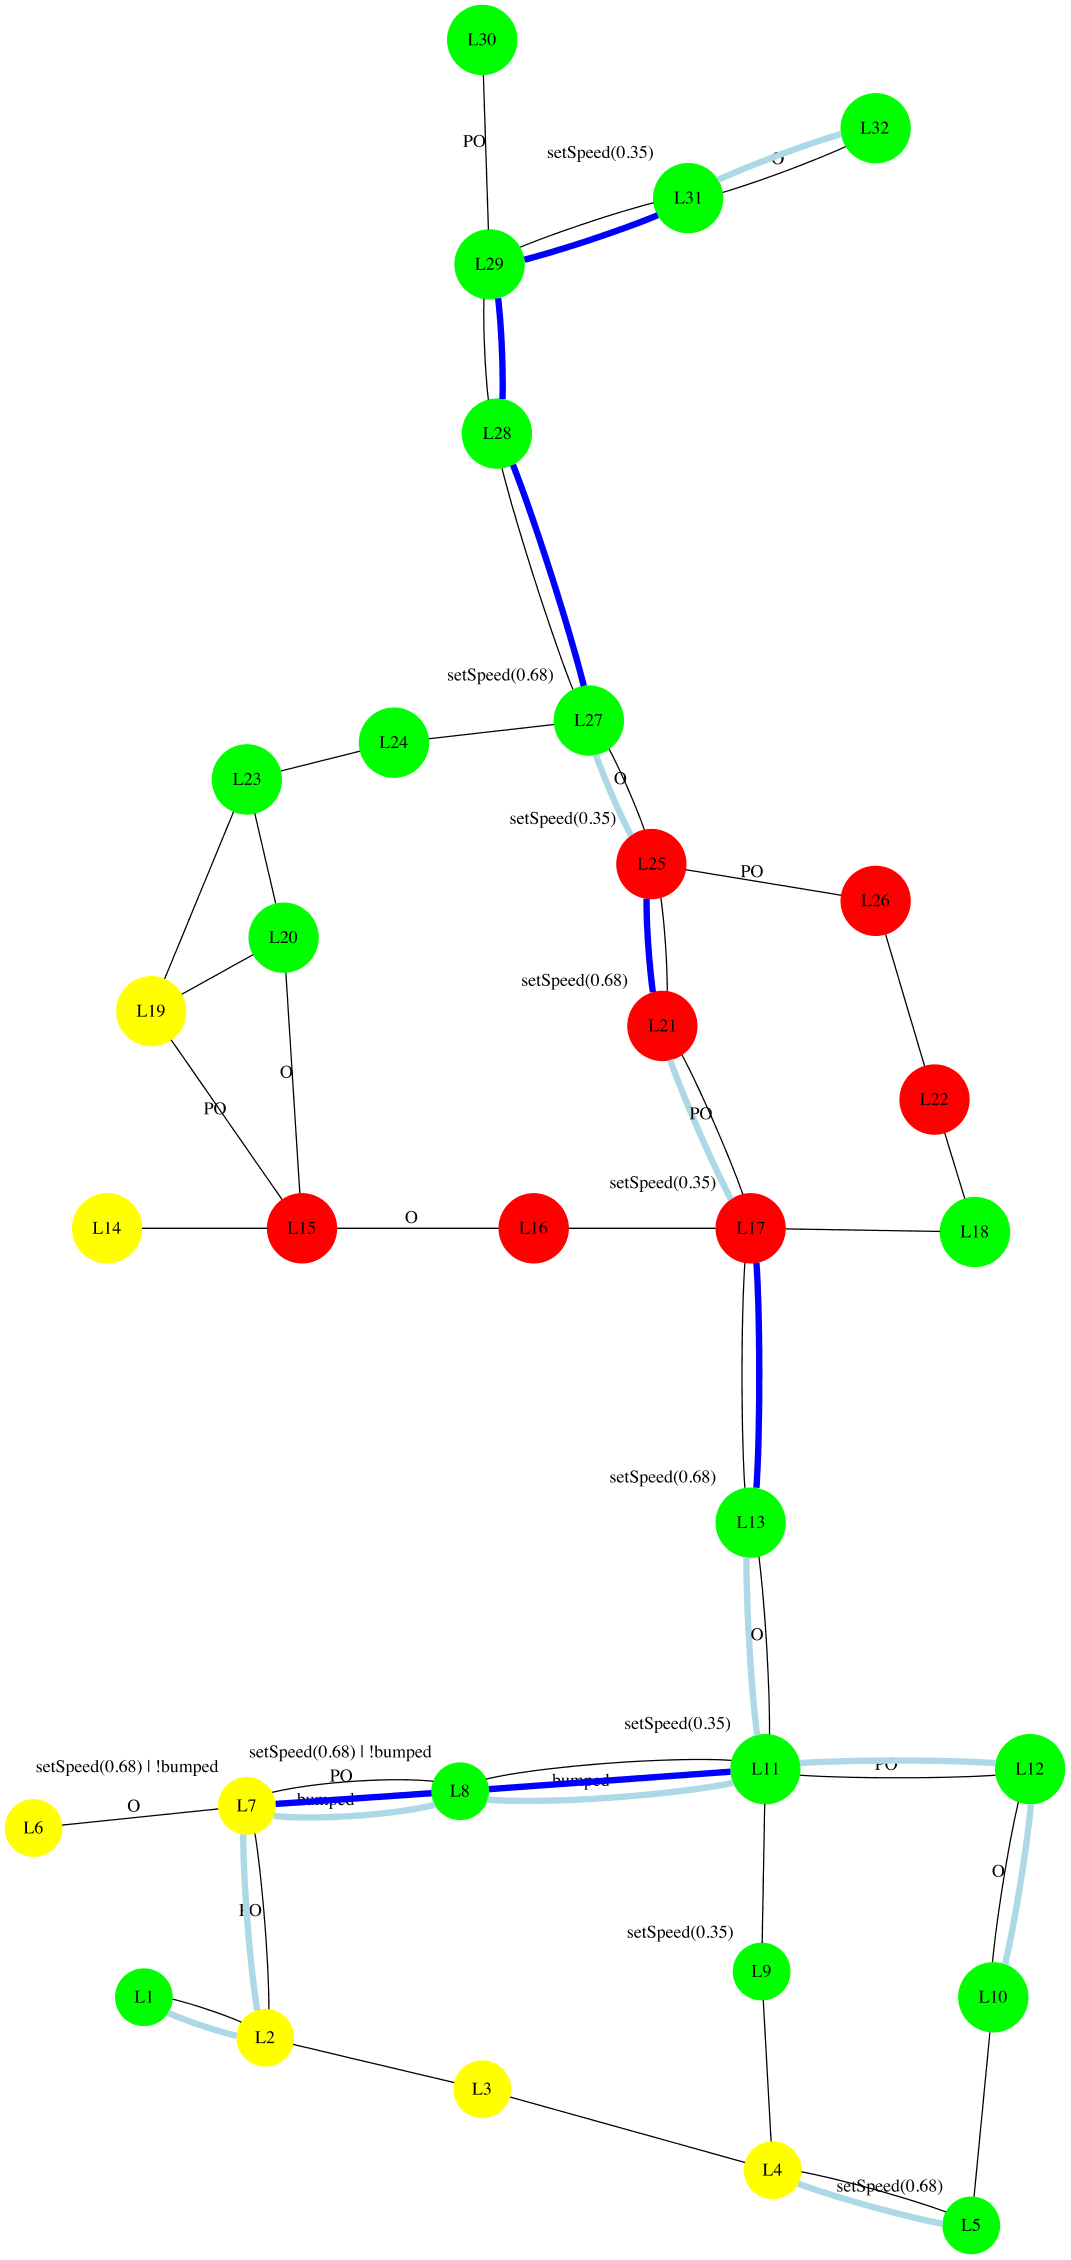 L30
L32
PO
setSpeed(0.35)
O
L31
L29
L28
setSpeed(0.68)
L27
L24
L23
O
setSpeed(0.35)
L25
PO
L26
L20
setSpeed(0.68)
L19
L21
O
PO
PO
L22
setSpeed(0.35)
L14
L15
O
L16
L17
L18
setSpeed(0.68)
L13
O
setSpeed(0.35)
setSpeed(0.68) | !bumped
setSpeed(0.68) | !bumped
PO
L11
PO
L12
bumped
L8
bumped
L7
O
L6
O
PO
setSpeed(0.35)
L9
L1
L10
L2
L3
L4
setSpeed(0.68)
L5